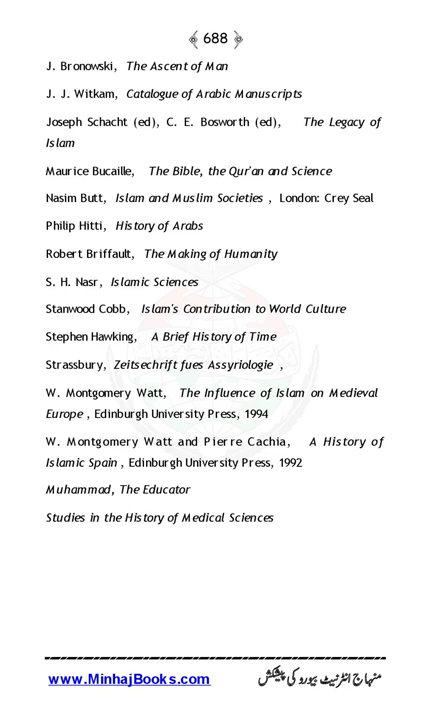 688
J. Bronowski, The Ascent of Man
J. J. Witkam, Catalogue of Arabic Manuscripts
Joseph Schacht (ed), C. E. Bosworth (ed), The Legacy of
Islam
Maurice Bucaille, The Bible, the Qur'an and Science
Nasim Butt, Islam and Muslim Societies , London: Crey Seal
Philip Hitti, History of Arabs
Robert Briffault, The Making of Humanity
S. H. Nasr, Islamic Sciences
Stanwood Cobb, Islam's Contribution to World Culture
Stephen Hawking, A Brief History of Time
Strassbury, Zeitsechrift fues Assyriologie ,
W. Montgomery Watt, The Influence of Islam on Medieval
Europe , Edinburgh University Press, 1994
W. Montgomery Watt and Pierre Cachia, A History of
Islamic Spain , Edinburgh University Press, 1992
Muhammad, The Educator
Studies in the History of Medical Sciences
www.MinhajBooks.com منہاج انٹرنیٹ بیورو کی پیشکش